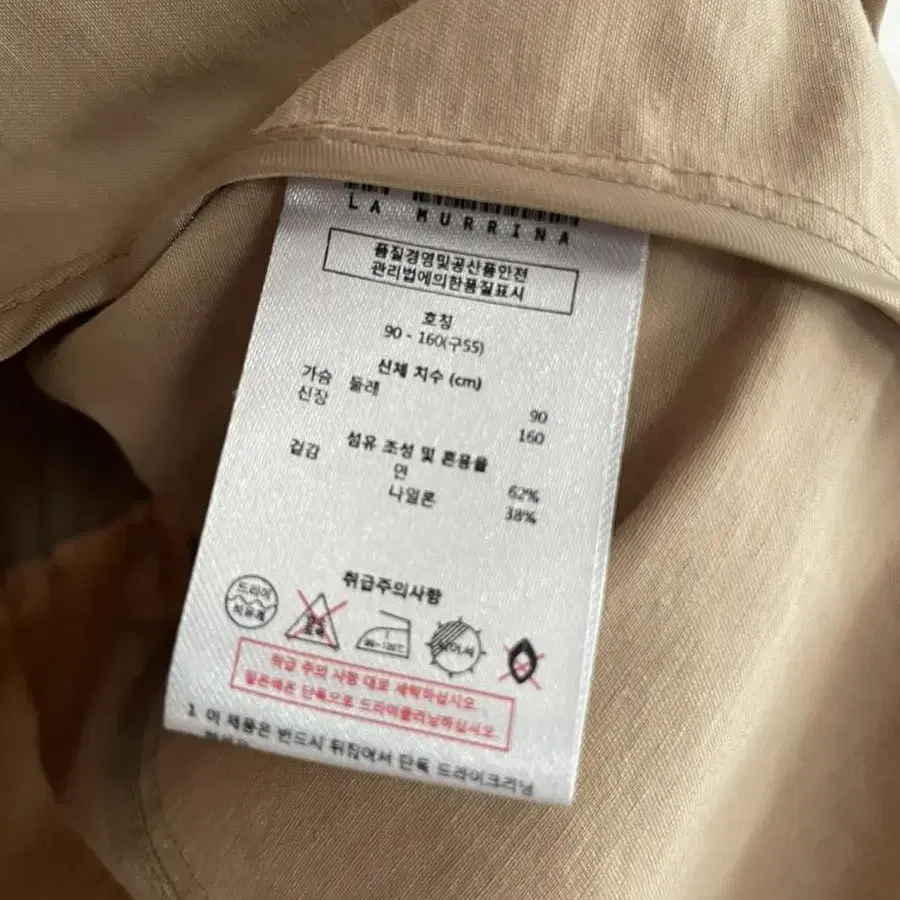 LA MURRINA
품질경영및공산품안전
관리법에의한품질표시
호칭
90 - 160(구55)
신체 치수 (cm)
가슴 둘레 90
신장 160
섬유 조성 및 혼용율
겉감 면 62%
나일론 38%
취급주의사항
드라이
석유계
취급 주의 사항 대로 세탁하십시오
단독으로 드라이클리닝하십시오.
1 이 제품은 반드시 뒤집어서 단독 드라이크리닝